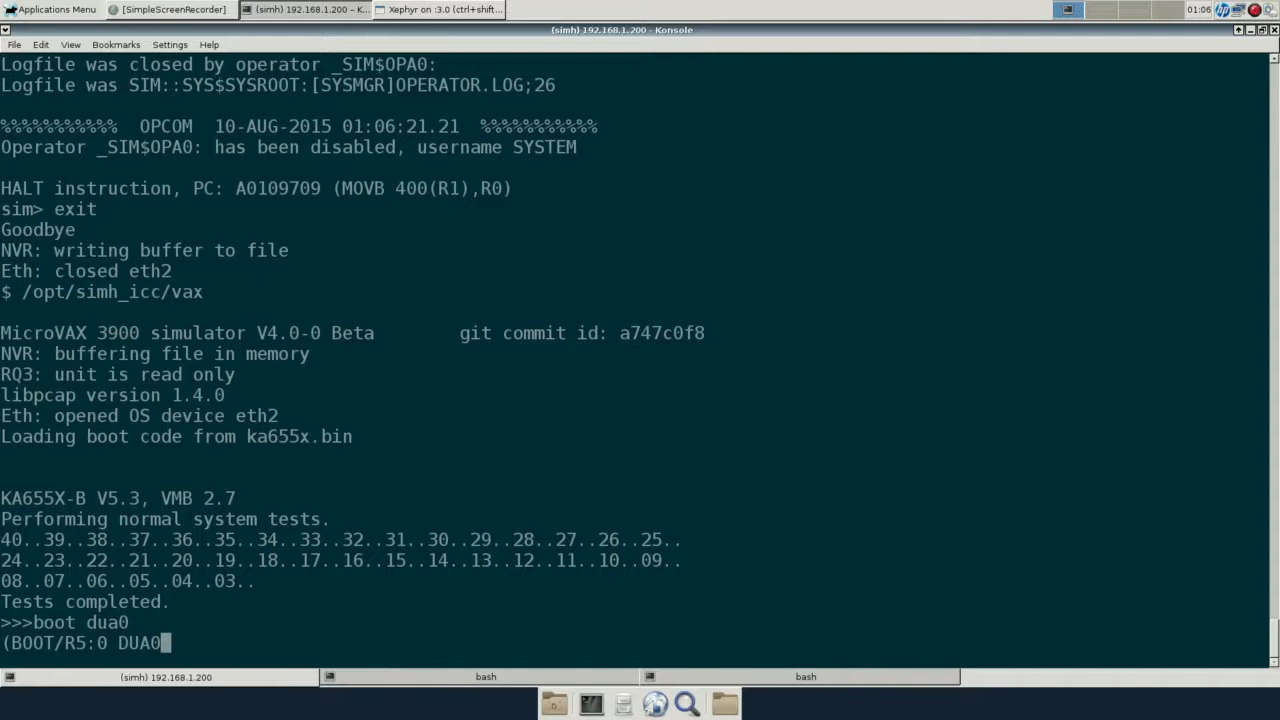 Applications Menu [SimpleScreenRecorder] (simh) 192.168.1.200 – K... Xephyr on :3.0 (ctrl+shift... 01:06
(simh) 192.168.1.200 – Konsole
File Edit View Bookmarks Settings Help
Logfile was closed by operator _SIM$OPA0:
Logfile was SIM::SYS$SYSROOT:[SYSMGR]OPERATOR.LOG;26
%%%%%%%%%%% OPCOM 10-AUG-2015 01:06:21.21 %%%%%%%%%%%
Operator _SIM$OPA0: has been disabled, username SYSTEM
HALT instruction, PC: A0109709 (MOVB 400(R1),R0)
sim> exit
Goodbye
NVR: writing buffer to file
Eth: closed eth2
$ /opt/simh_icc/vax
MicroVAX 3900 simulator V4.0-0 Beta git commit id: a747c0f8
NVR: buffering file in memory
RQ3: unit is read only
libpcap version 1.4.0
Eth: opened OS device eth2
Loading boot code from ka655x.bin
KA655X-B V5.3, VMB 2.7
Performing normal system tests.
40..39..38..37..36..35..34..33..32..31..30..29..28..27..26..25..
24..23..22..21..20..19..18..17..16..15..14..13..12..11..10..09..
08..07..06..05..04..03..
Tests completed.
>>>boot dua0
(BOOT/R5:0 DUA0
(simh) 192.168.1.200 bash bash